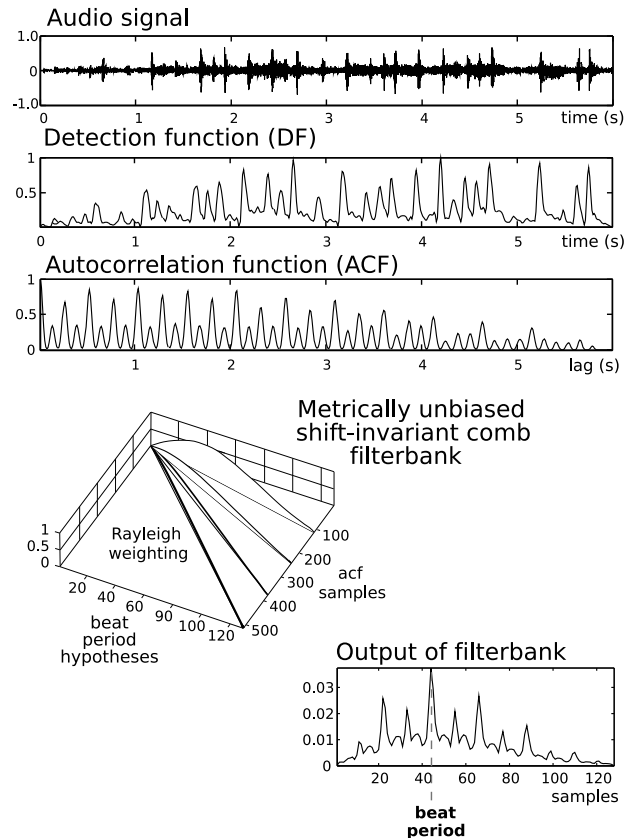 Audio signal
1.0
0
-1.0
0 1 2 3 4 5 time (s)
Detection function (DF)
1
0.5
0 1 2 3 4 5 time (s)
Autocorrelation function (ACF)
1
0.5
0
1 2 3 4 5 lag (s)
Metrically unbiased
shift-invariant comb
filterbank
1
0.5
0
Rayleigh
weighting
20 40 60 90 100 120
beat
period
hypotheses
100
200
300
400
500
acf
samples
Output of filterbank
0.03
0.02
0.01
0
20 40 60 80 100 120
samples
beat
period